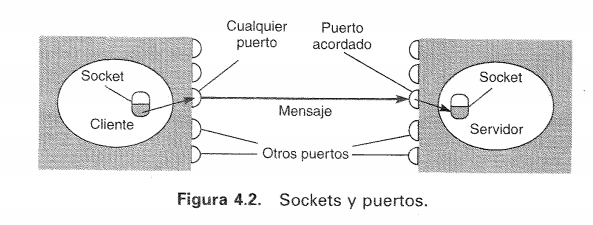 Cualquier
puerto
Puerto
acordado
Socket
Socket
Cliente
Mensaje
Servidor
Otros puertos
Figura 4.2. Sockets y puertos.